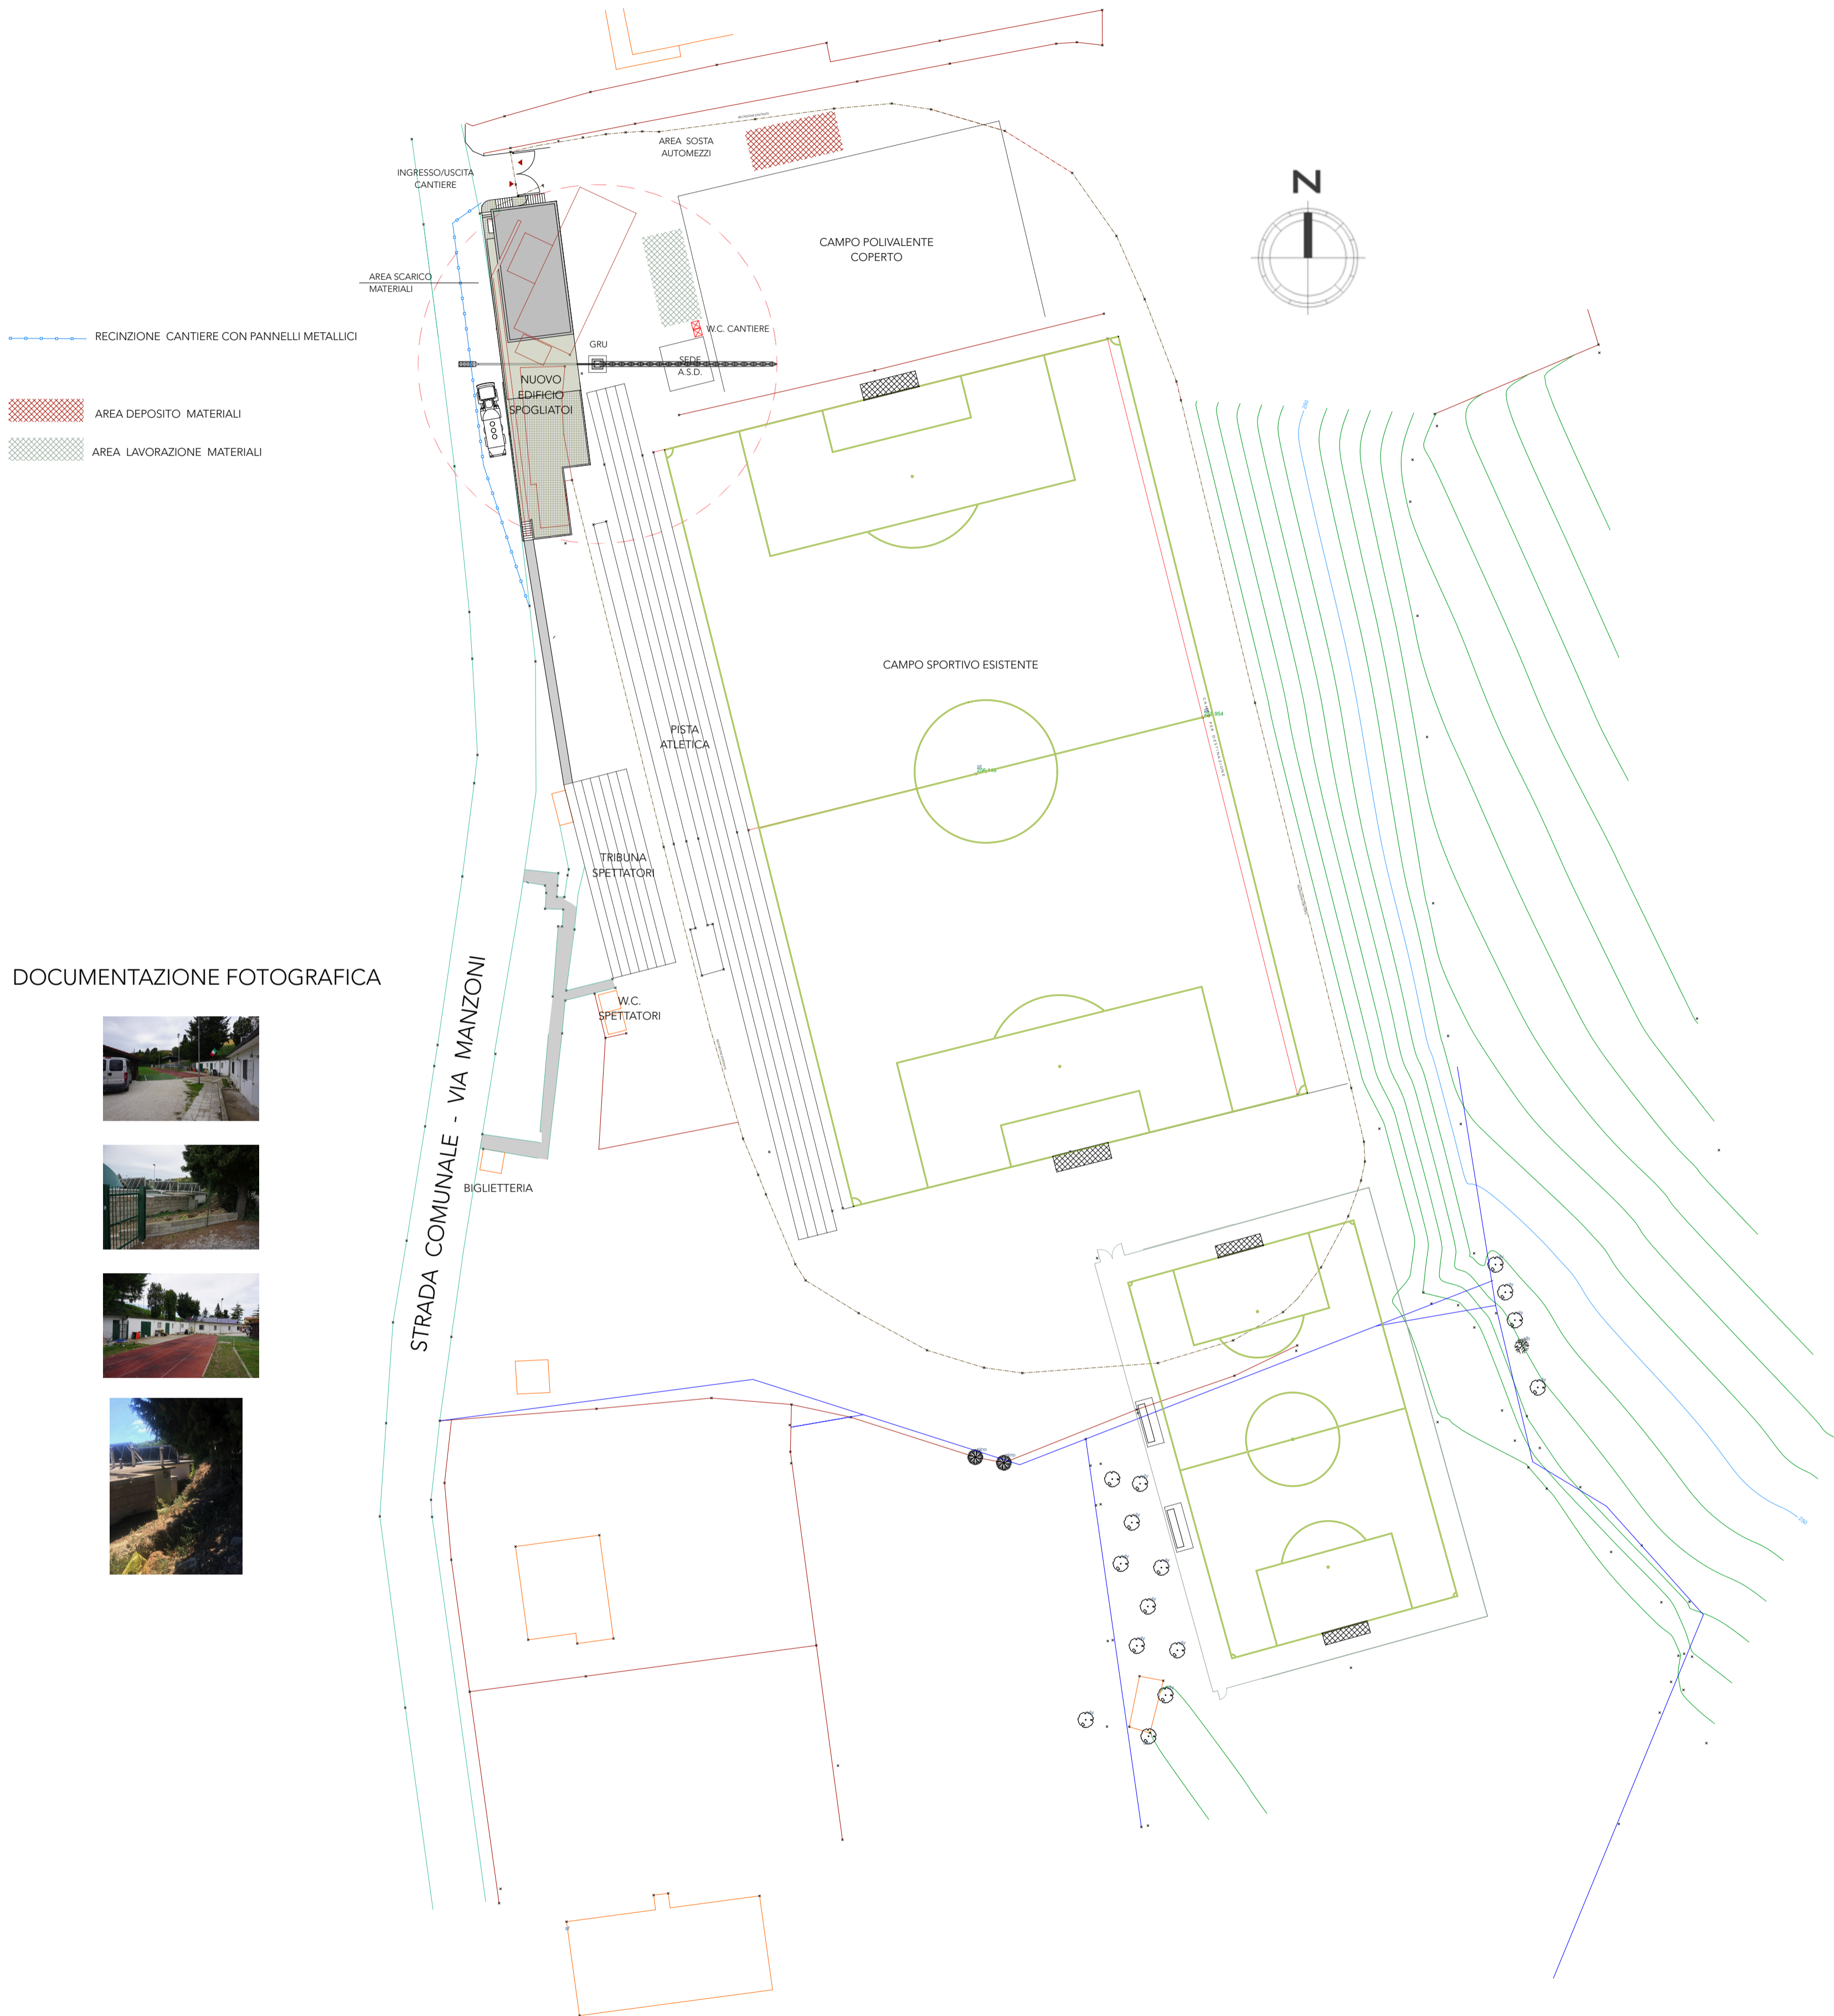 AREA SOSTA
AUTOMEZZI
INGRESSO/USCITA
CANTIERE
N
CAMPO POLIVALENTE
COPERTO
AREA SCARICO
MATERIALI
W.C. CANTIERE
RECINZIONE CANTIERE CON PANNELLI METALLICI
GRU
SEDE
A.S.D.
NUOVO
EDIFICIO
SPOGLIATOI
AREA DEPOSITO MATERIALI
AREA LAVORAZIONE MATERIALI
250
CAMPO SPORTIVO ESISTENTE
PISTA
ATLETICA
TRIBUNA
SPETTATORI
DOCUMENTAZIONE FOTOGRAFICA
W.C.
SPETTATORI
STRADA COMUNALE - VIA MANZONI
BIGLIETTERIA
250